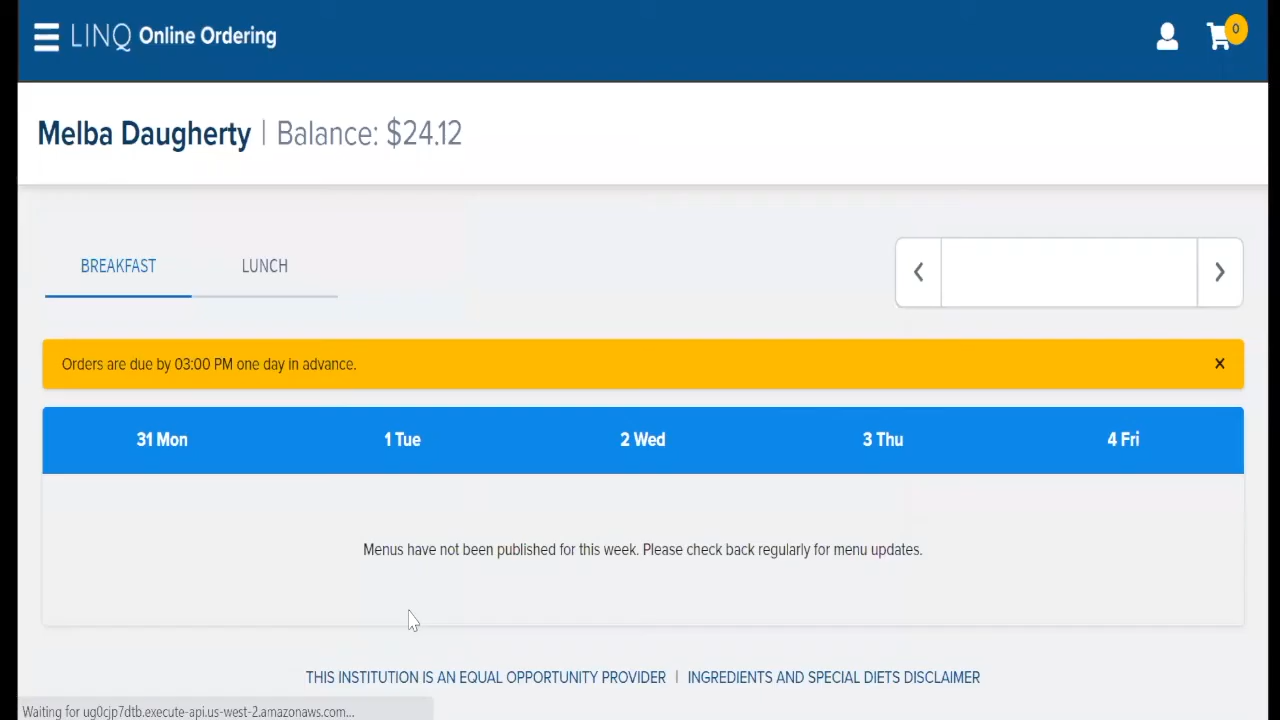 LINQ Online Ordering
0
Melba Daugherty | Balance: $24.12
BREAKFAST LUNCH
Orders are due by 03:00 PM one day in advance.
31 Mon 1 Tue 2 Wed 3 Thu 4 Fri
Menus have not been published for this week. Please check back regularly for menu updates.
THIS INSTITUTION IS AN EQUAL OPPORTUNITY PROVIDER | INGREDIENTS AND SPECIAL DIETS DISCLAIMER
Waiting for ug0cjp7dtb.execute-api.us-west-2.amazonaws.com...